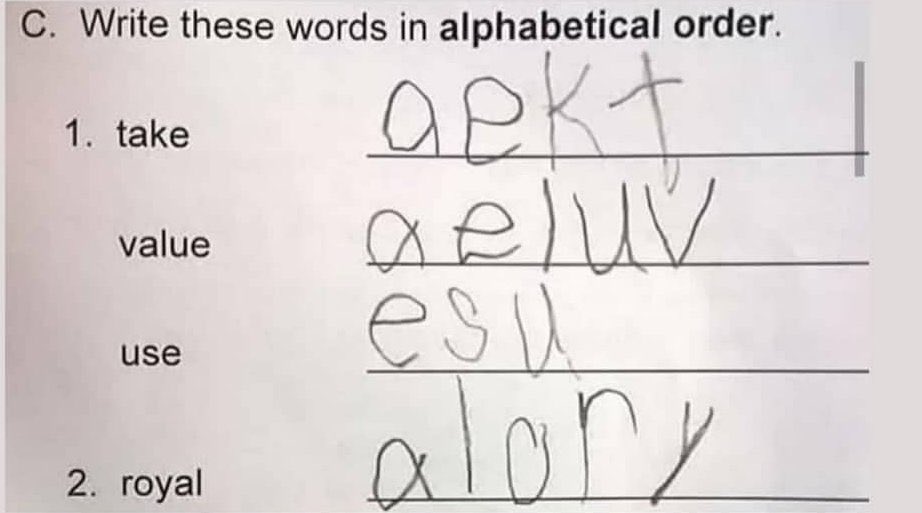 C. Write these words in alphabetical order.
1. take aekt
value aeluv
use esu
2. royal alory